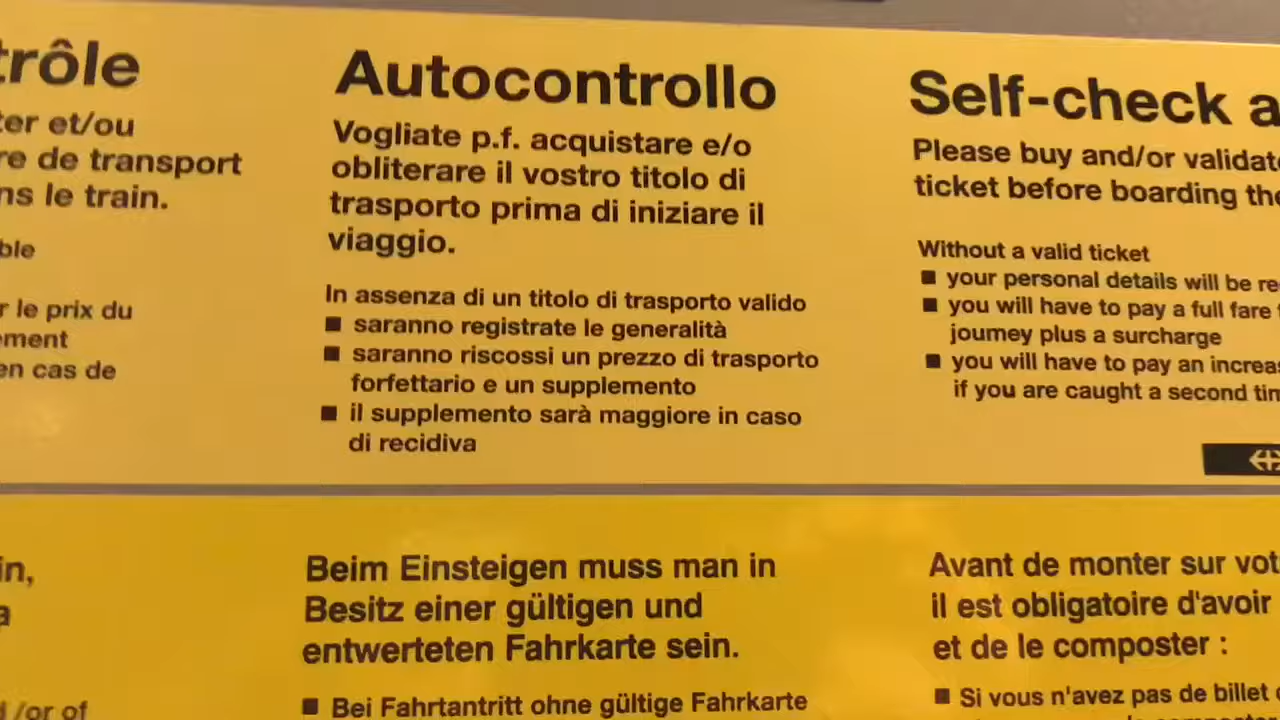 trôle
ter et/ou
re de transport
ns le train.
ble
r le prix du
ement
en cas de
Autocontrollo
Vogliate p.f. acquistare e/o
obliterare il vostro titolo di
trasporto prima di iniziare il
viaggio.
In assenza di un titolo di trasporto valido
■ saranno registrate le generalità
■ saranno riscossi un prezzo di trasporto
forfettario e un supplemento
■ il supplemento sarà maggiore in caso
di recidiva
Self-check a
Please buy and/or validate
ticket before boarding the
Without a valid ticket
■ your personal details will be re
■ you will have to pay a full fare f
journey plus a surcharge
■ you will have to pay an increas
if you are caught a second tim
in,
a
/or of
Beim Einsteigen muss man in
Besitz einer gültigen und
entwerteten Fahrkarte sein.
■ Bei Fahrtantritt ohne gültige Fahrkarte
Avant de monter sur vot
il est obligatoire d'avoir
et de le composter :
■ Si vous n'avez pas de billet